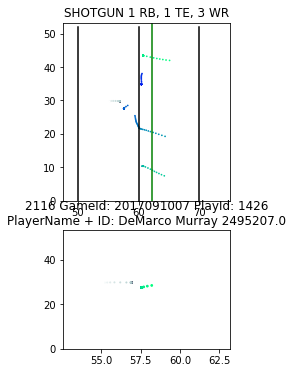 SHOTGUN 1 RB, 1 TE, 3 WR
50
40
30
20
10
0
50 60 70
2116 GameId: 2017091007 PlayId: 1426
PlayerName + ID: DeMarco Murray 2495207.0
40
20
0
55.0 57.5 60.0 62.5